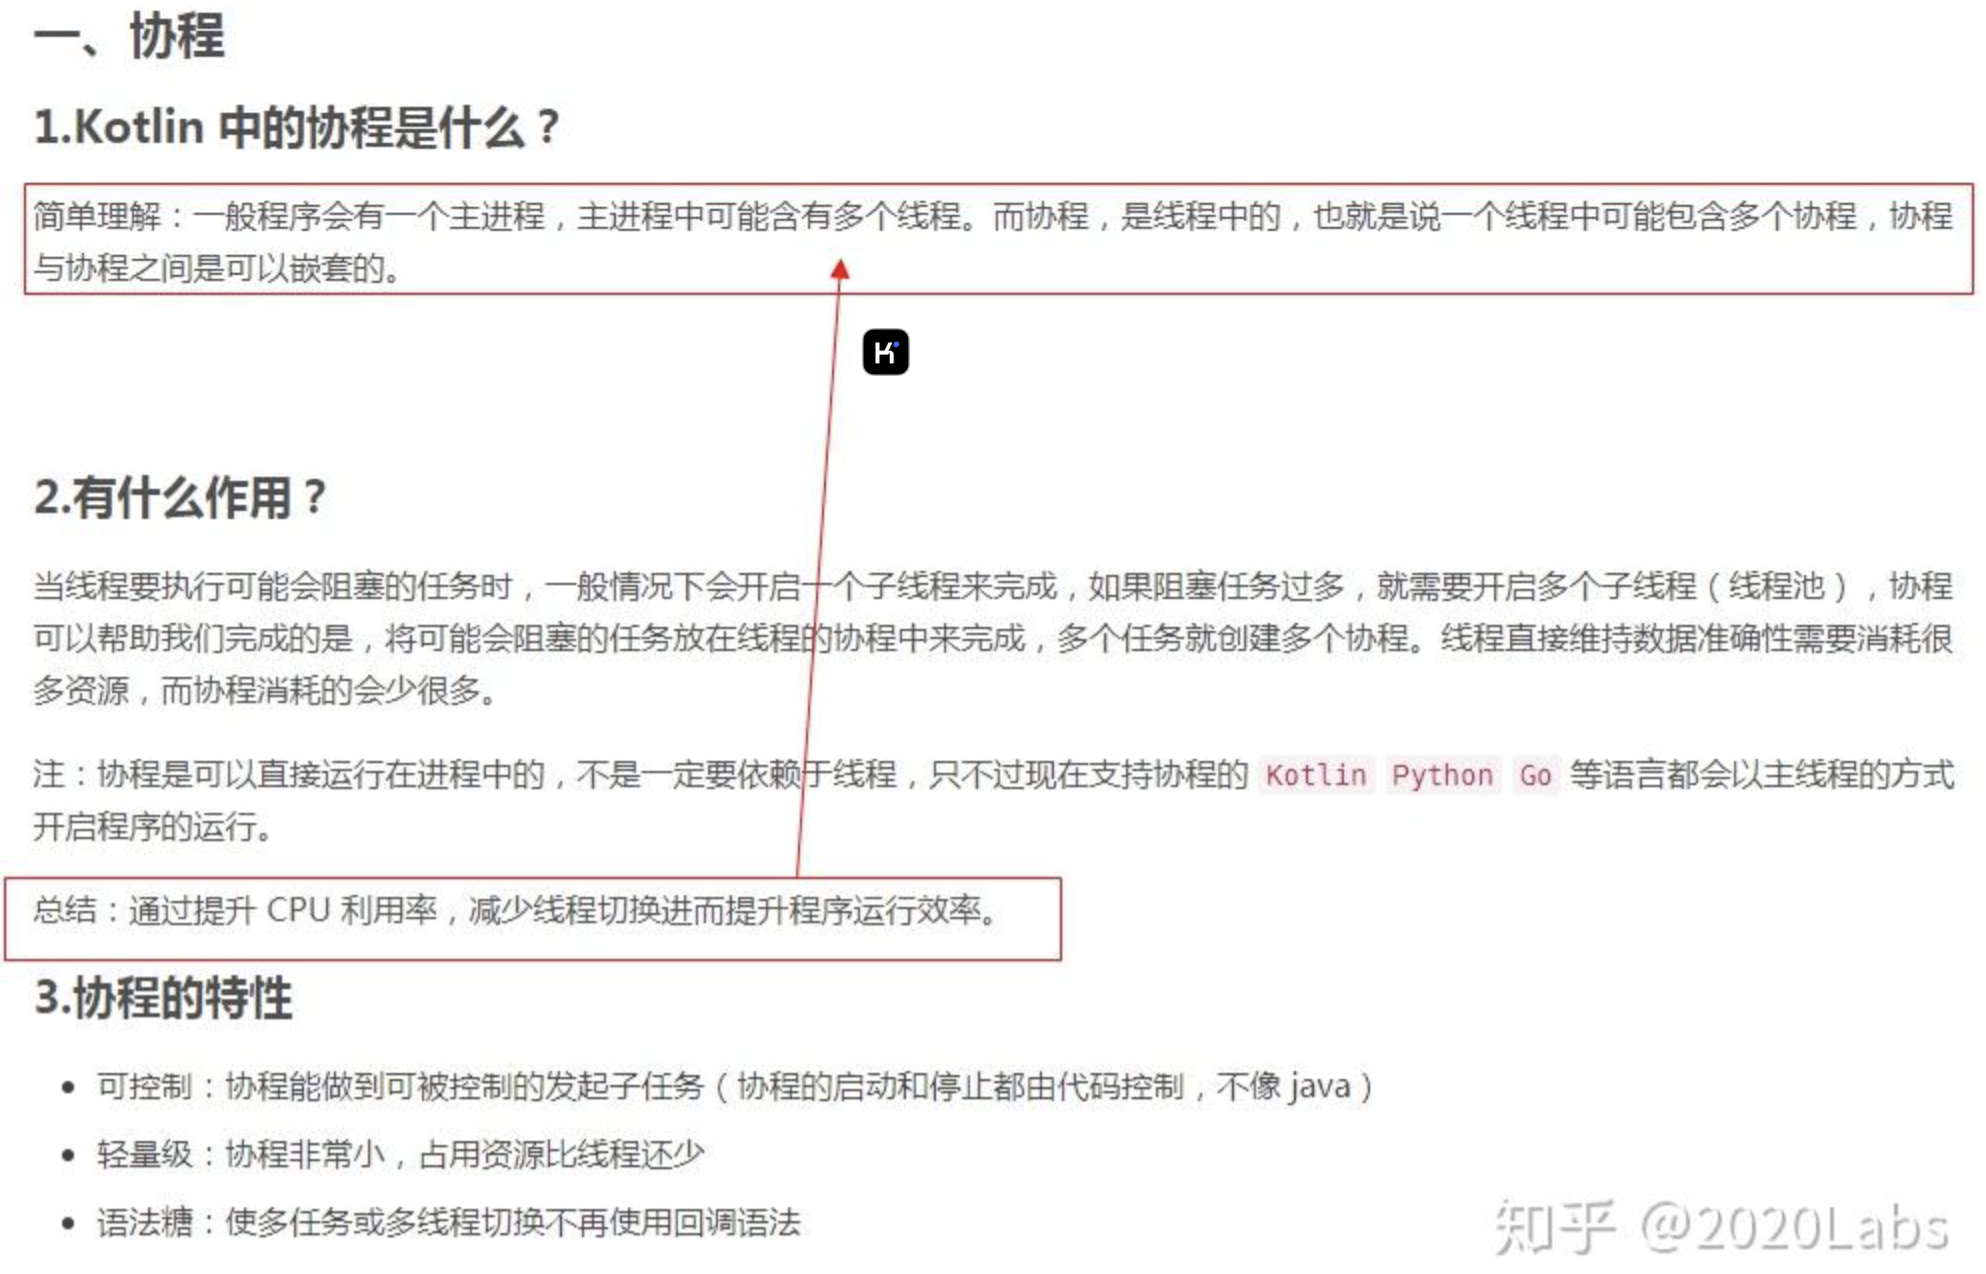 一、协程
1.Kotlin 中的协程是什么？
简单理解：一般程序会有一个主进程，主进程中可能含有多个线程。而协程，是线程中的，也就是说一个线程中可能包含多个协程，协程
与协程之间是可以嵌套的。
K
2.有什么作用？
当线程要执行可能会阻塞的任务时，一般情况下会开启一个子线程来完成，如果阻塞任务过多，就需要开启多个子线程（线程池），协程
可以帮助我们完成的是，将可能会阻塞的任务放在线程的协程中来完成，多个任务就创建多个协程。线程直接维持数据准确性需要消耗很
多资源，而协程消耗的会少很多。
注：协程是可以直接运行在进程中的，不是一定要依赖于线程，只不过现在支持协程的 Kotlin Python Go 等语言都会以主线程的方式
开启程序的运行。
总结：通过提升 CPU 利用率，减少线程切换进而提升程序运行效率。
3.协程的特性
• 可控制：协程能做到可被控制的发起子任务（协程的启动和停止都由代码控制，不像 java）
• 轻量级：协程非常小，占用资源比线程还少
• 语法糖：使多任务或多线程切换不再使用回调语法
知乎 @2020Labs